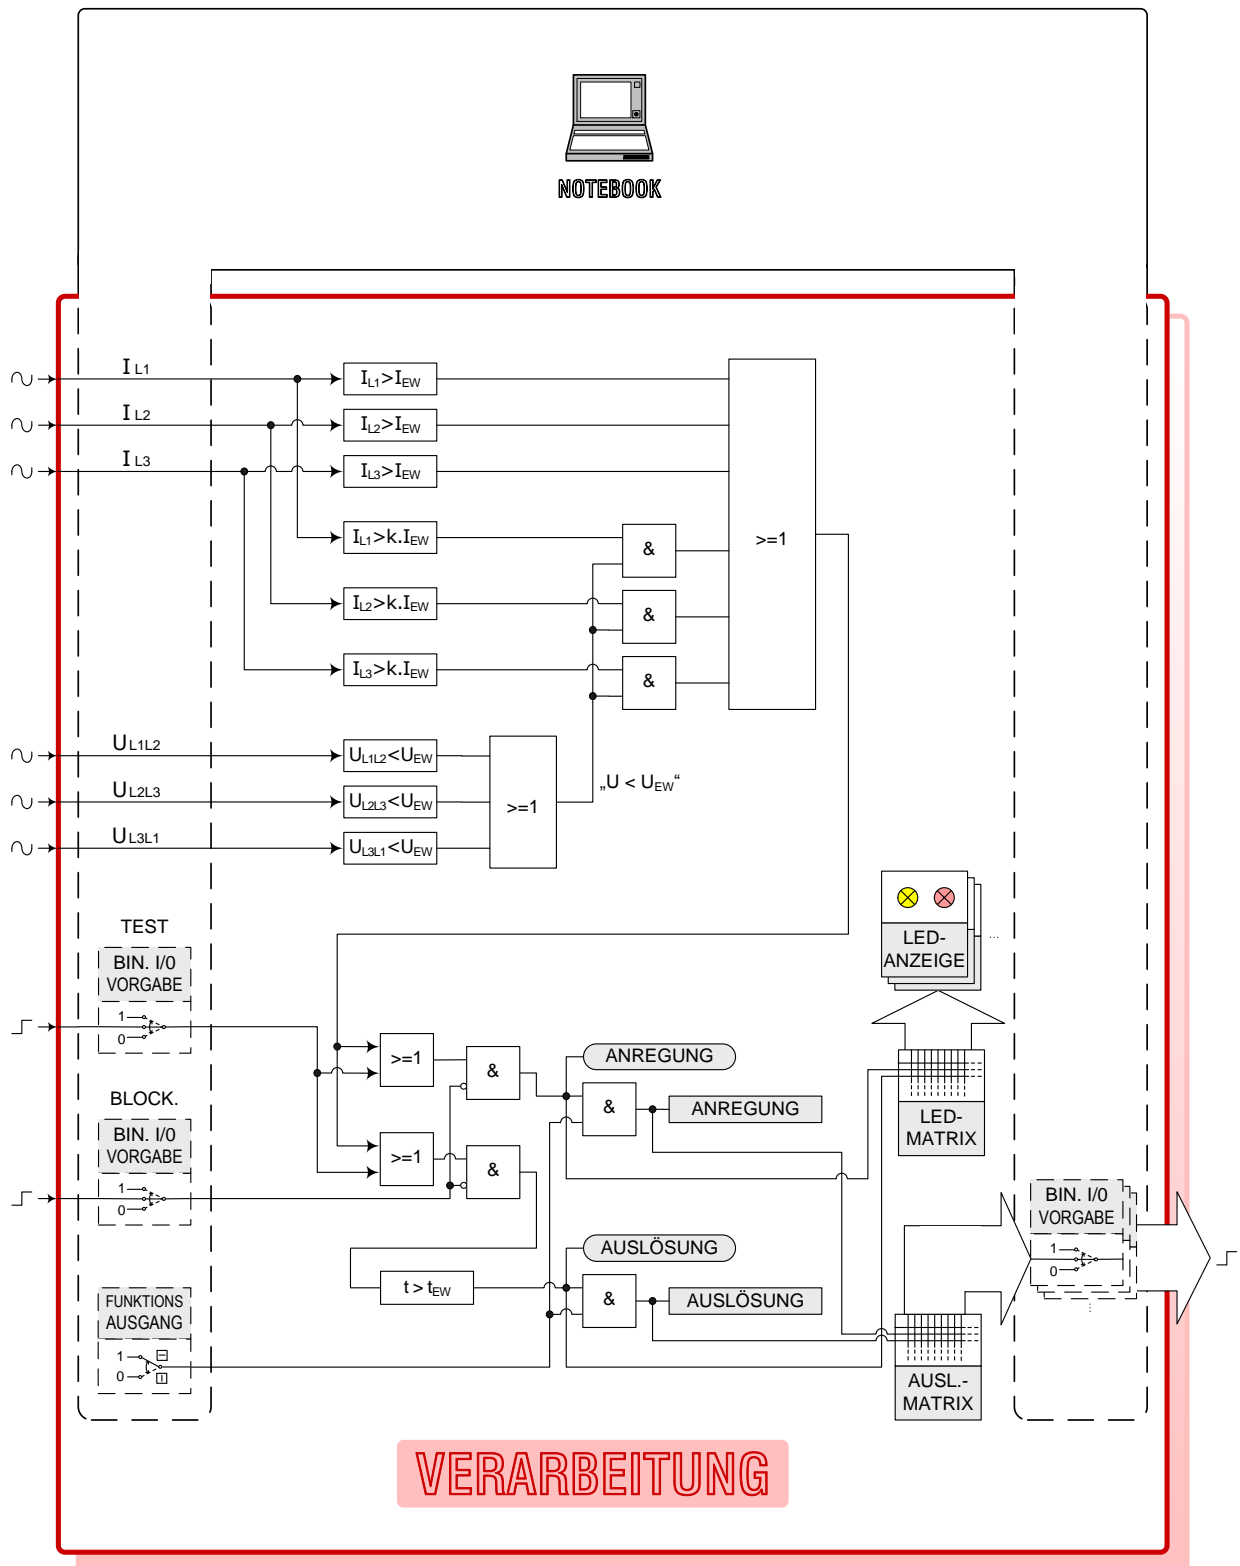 NOTEBOOK
I L1
IL1>IEW
I L2
IL2>IEW
I L3
IL3>IEW
IL1>k.IEW
&
>=1
IL2>k.IEW
&
IL3>k.IEW
&
UL1L2
UL1L2<UEW
„U < UEW“
UL2L3
UL2L3<UEW
>=1
UL3L1
UL3L1<UEW
TEST
BIN. I/0
VORGABE
1
0
LED-
ANZEIGE
...
>=1
&
ANREGUNG
&
ANREGUNG
LED-
MATRIX
BLOCK.
BIN. I/0
VORGABE
1
0
>=1
&
BIN. I/0
VORGABE
1
0
...
AUSLÖSUNG
t > tEW
&
AUSLÖSUNG
FUNKTIONS
AUSGANG
1
0
AUSL.-
MATRIX
VERARBEITUNG